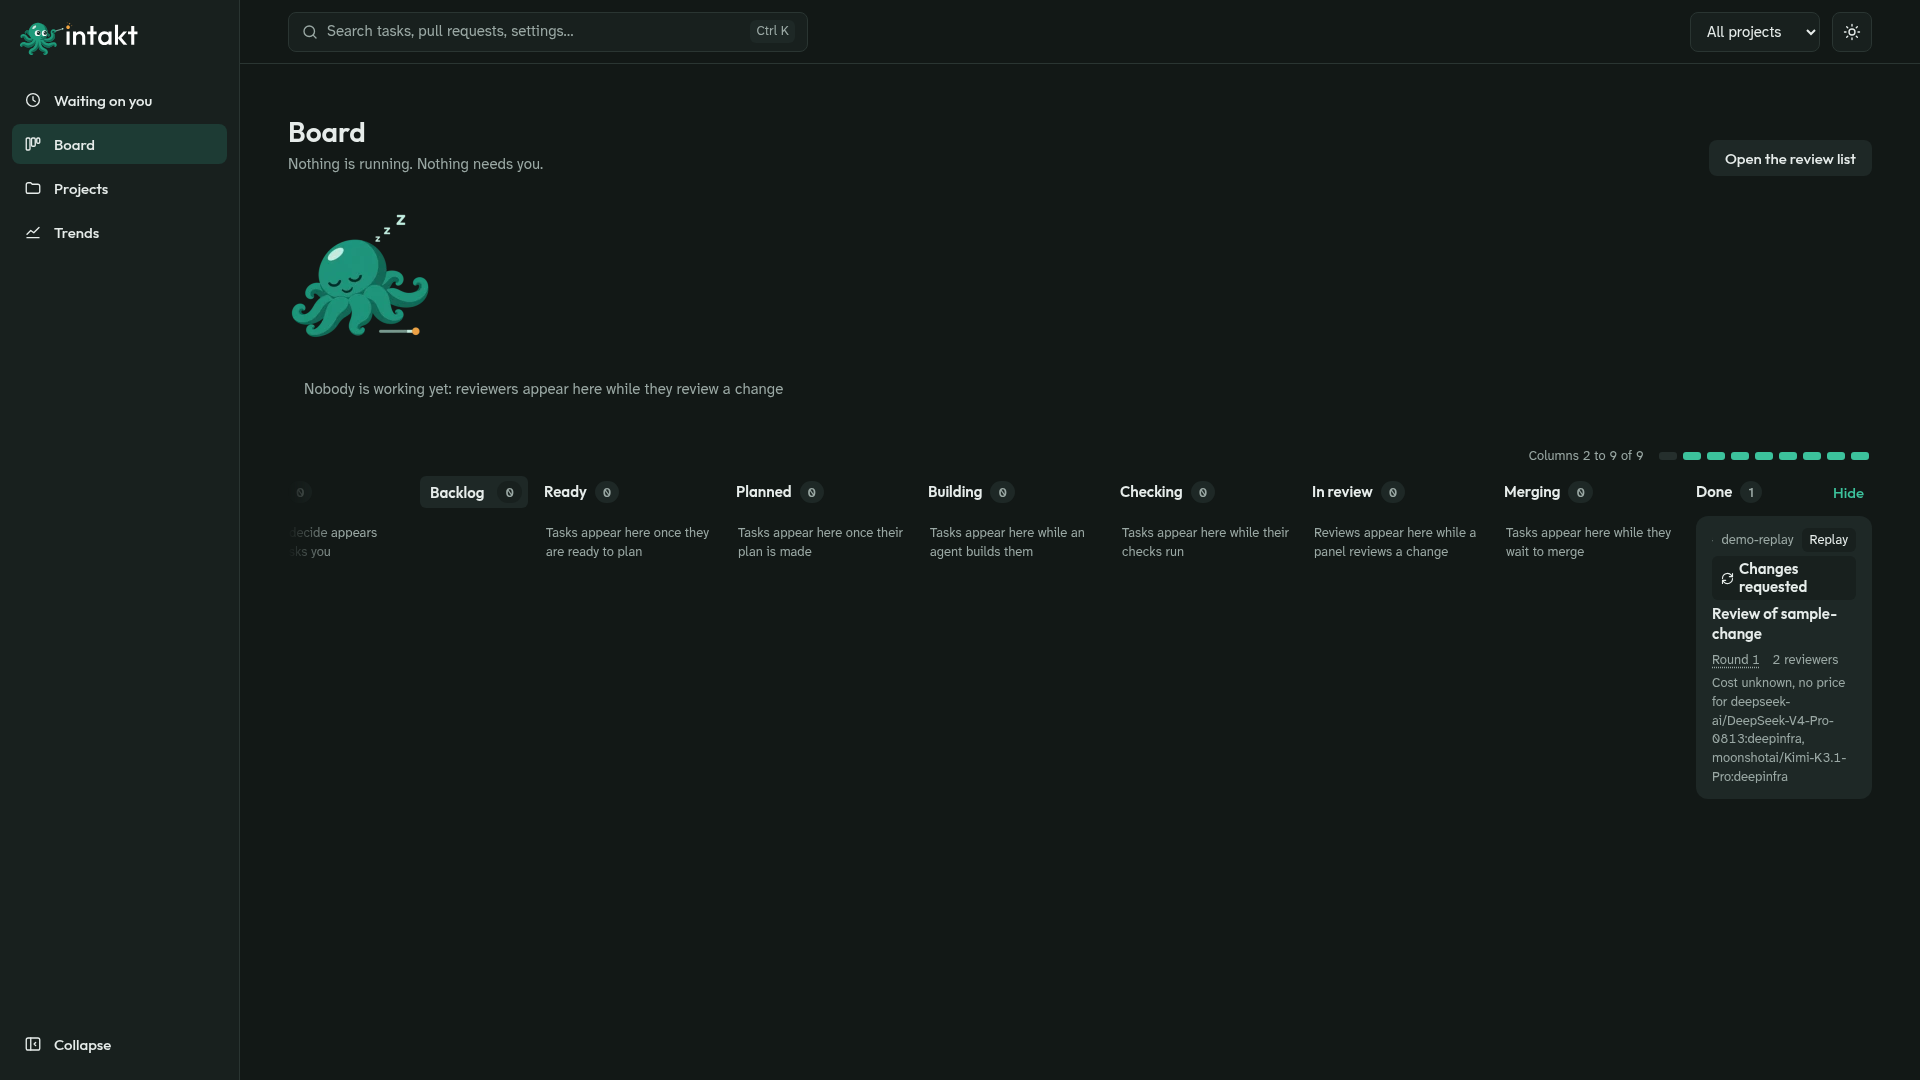 intakt
Search tasks, pull requests, settings...
Ctrl K
All projects
Waiting on you
Board
Projects
Trends
Board
Nothing is running. Nothing needs you.
Open the review list
z z z
Nobody is working yet: reviewers appear here while they review a change
Columns 2 to 9 of 9
0
decide appears
you
Backlog 0
Ready 0
Tasks appear here once they
are ready to plan
Planned 0
Tasks appear here once their
plan is made
Building 0
Tasks appear here while an
agent builds them
Checking 0
Tasks appear here while their
checks run
In review 0
Reviews appear here while a
panel reviews a change
Merging 0
Tasks appear here while they
wait to merge
Done 1
Hide
demo-replay
Replay
Changes
requested
Review of sample-
change
Round 1 2 reviewers
Cost unknown, no price
for deepseek-
ai/DeepSeek-V4-Pro-
0813:deepinfra,
moonshotai/Kimi-K3.1-
Pro:deepinfra
Collapse